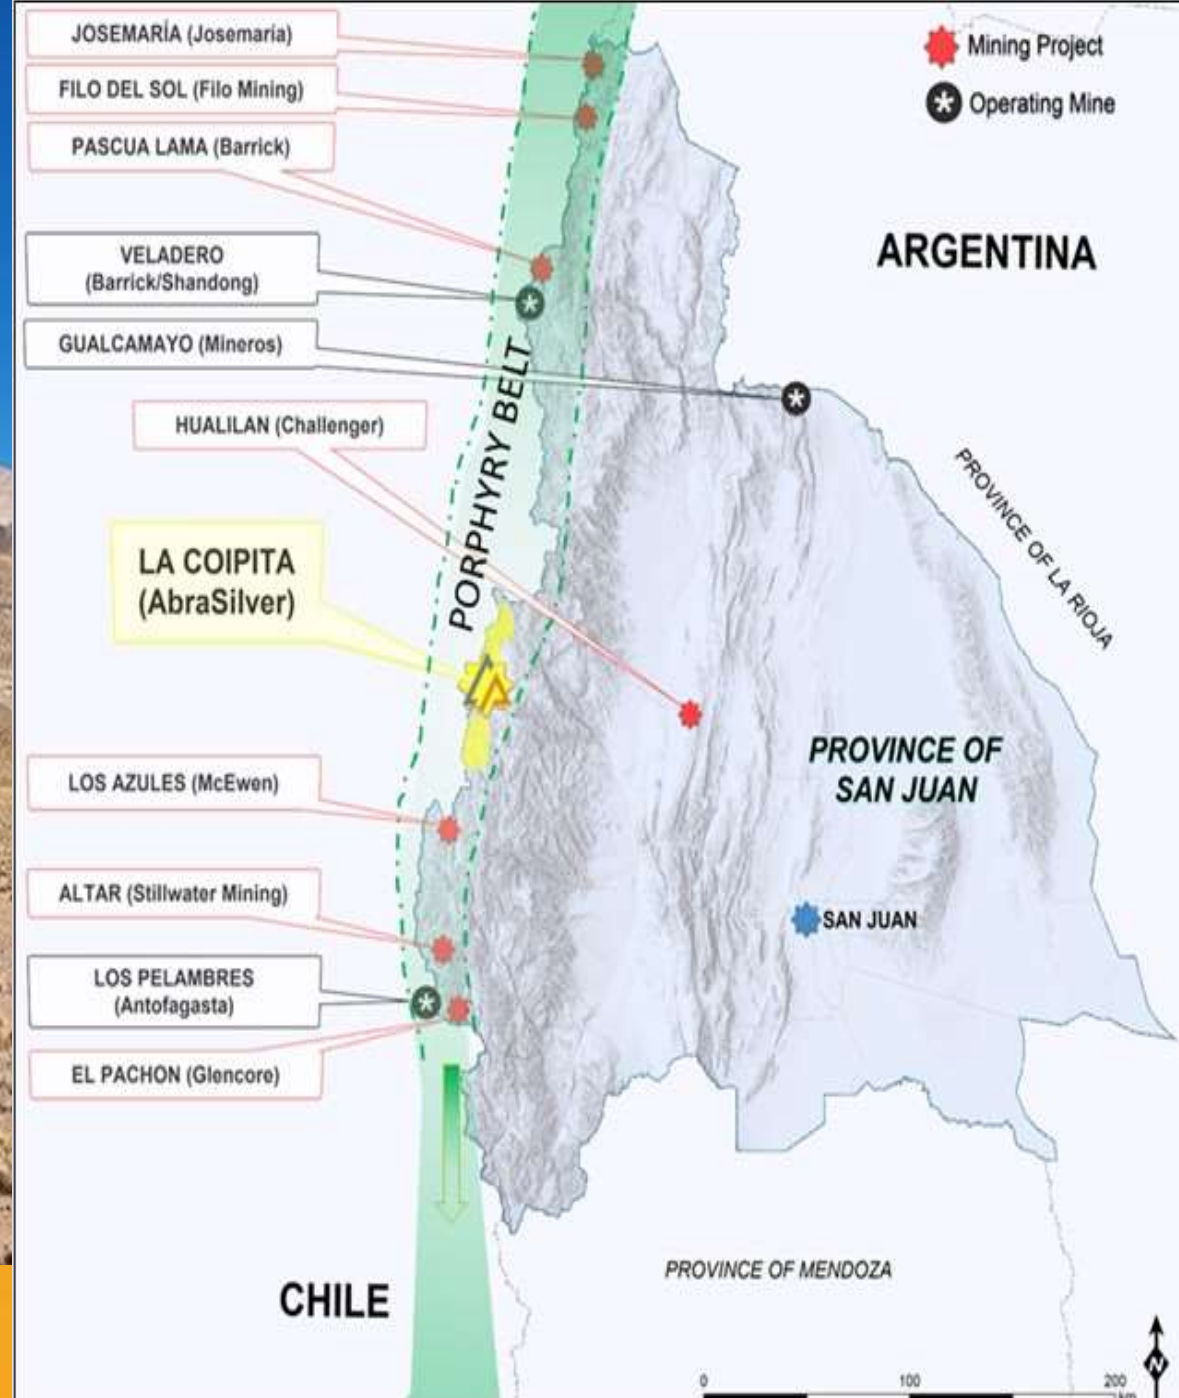 JOSEMARÍA (Josemaría)
FILO DEL SOL (Filo Mining)
PASCUA LAMA (Barrick)
VELADERO
(Barrick/Shandong)
GUALCAMAYO (Mineros)
HUALILAN (Challenger)
LA COIPITA
(AbraSilver)
LOS AZULES (McEwen)
ALTAR (Stillwater Mining)
LOS PELAMBRES
(Antofagasta)
EL PACHON (Glencore)
PORPHYRY BELT
Mining Project
Operating Mine
ARGENTINA
PROVINCE OF LA RIOJA
PROVINCE OF
SAN JUAN
SAN JUAN
PROVINCE OF MENDOZA
CHILE
0 100 200
km
N